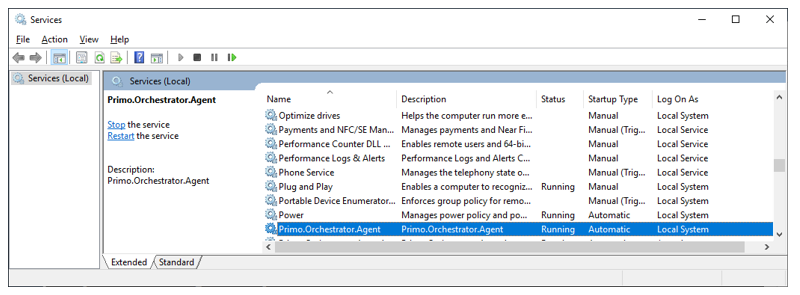 Services
File Action View Help
Services (Local)
Services (Local)
Primo.Orchestrator.Agent
Stop the service
Restart the service
Description:
Primo.Orchestrator.Agent
Name Description Status Startup Type Log On As
Optimize drives Helps the computer run more e... Manual Local System
Payments and NFC/SE Man... Manages payments and Near Fi... Manual (Trig... Local Service
Performance Counter DLL ... Enables remote users and 64-bi... Manual Local Service
Performance Logs & Alerts Performance Logs and Alerts C... Manual Local Service
Phone Service Manages the telephony state o... Manual (Trig... Local Service
Plug and Play Enables a computer to recogniz... Running Manual Local System
Portable Device Enumerator... Enforces group policy for remo... Manual (Trig... Local System
Power Manages power policy and po... Running Automatic Local System
Primo.Orchestrator.Agent Primo.Orchestrator.Agent Running Automatic Local System
Extended Standard